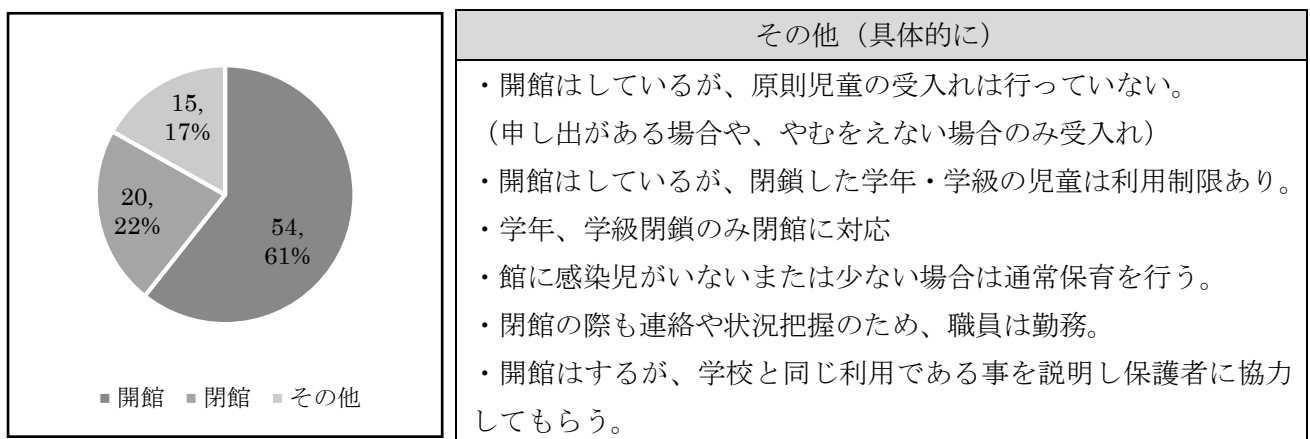 15,
17%
20,
22%
54,
61%
■開館 ■閉館 ■その他
その他（具体的に）
・開館はしているが、原則児童の受入れは行っていない。
（申し出がある場合や、やむをえない場合のみ受入れ）
・開館はしているが、閉鎖した学年・学級の児童は利用制限あり。
・学年、学級閉鎖のみ閉館に対応
・館に感染児がいないまたは少ない場合は通常保育を行う。
・閉館の際も連絡や状況把握のため、職員は勤務。
・開館はするが、学校と同じ利用である事を説明し保護者に協力
してもらう。